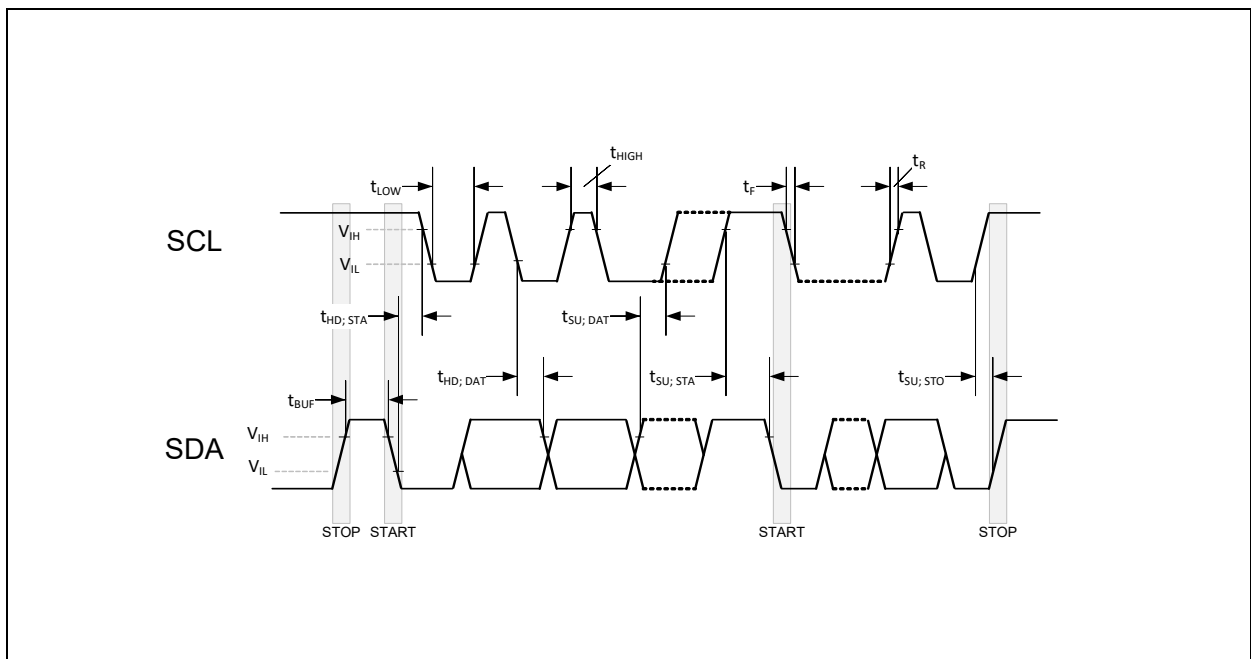 tHIGH
tR
tLOW
tF
SCL
VIH
VIL
tHD; STA
tSU; DAT
tHD; DAT
tSU; STA
tSU; STO
tBUF
VIH
SDA
VIL
STOP
START
START
STOP